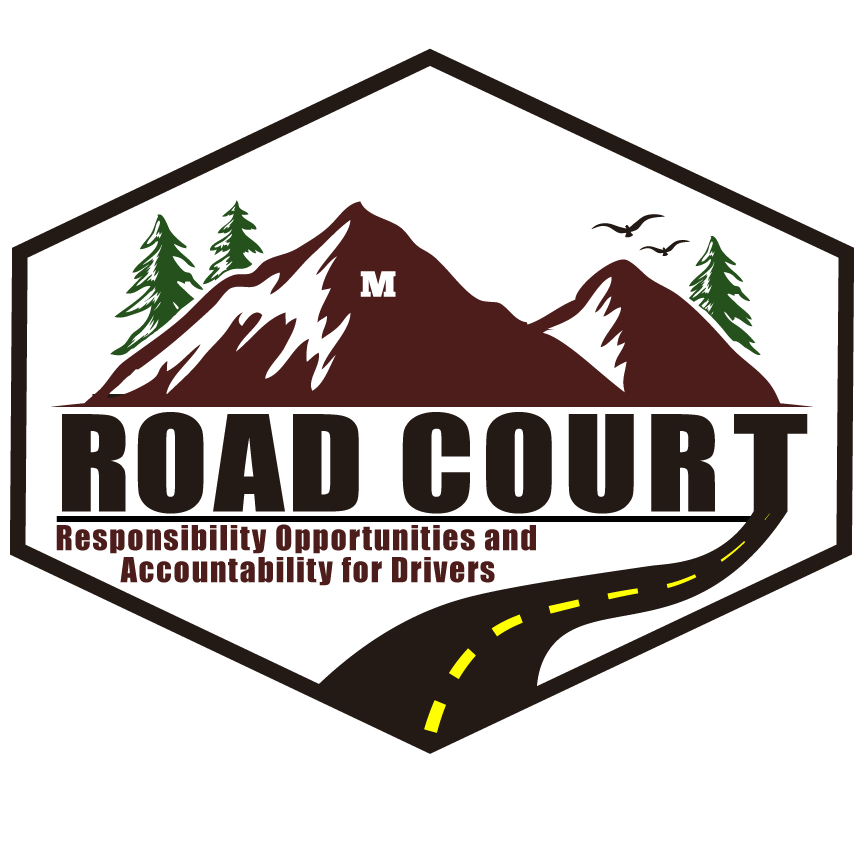 M
ROAD COURT
Responsibility Opportunities and
Accountability for Drivers